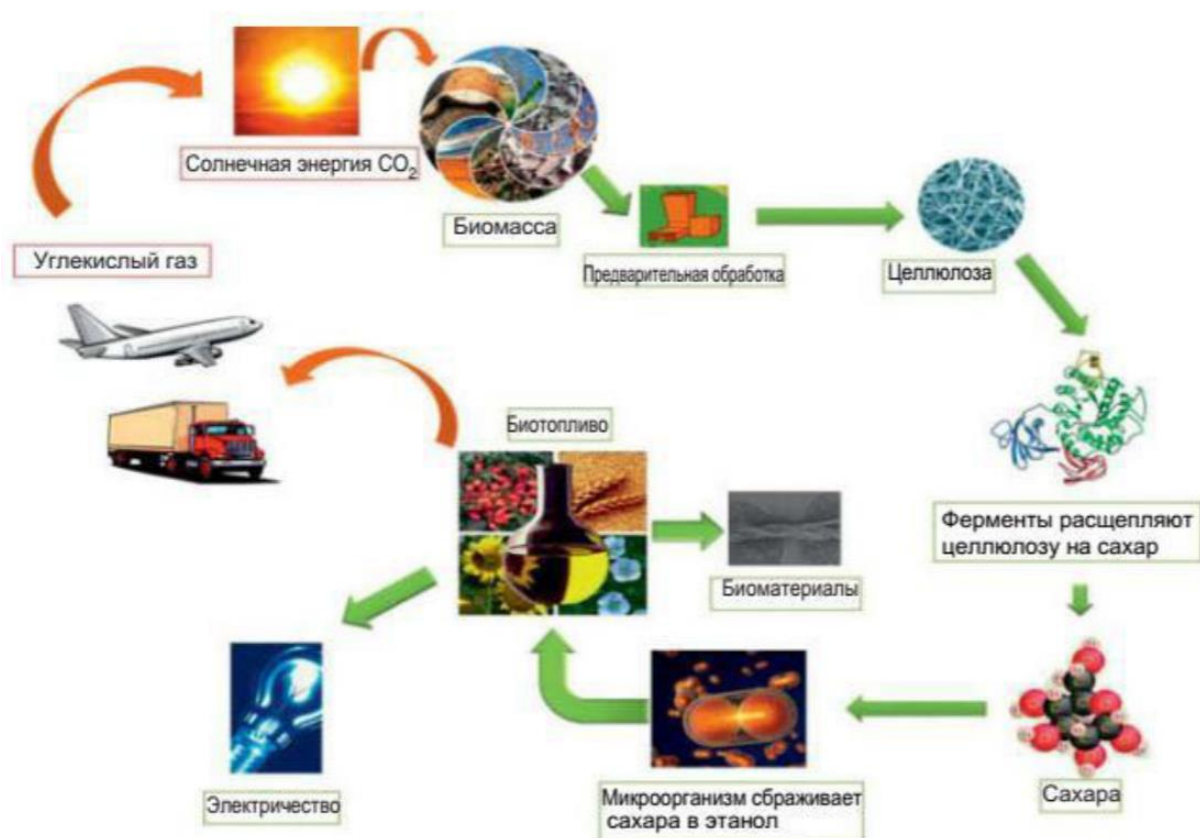 Солнечная энергия CO₂
Биомасса
Предварительная обработка
Целлюлоза
Углекислый газ
Биотопливо
Ферменты расщепляют
целлюлозу на сахар
Биоматериалы
Электричество
Микроорганизм сбраживает
сахара в этанол
Сахара